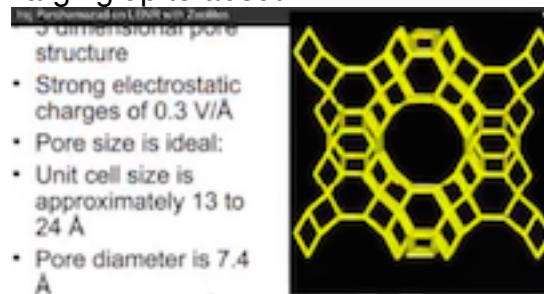 3 dimensional pore
structure
• Strong electrostatic
charges of 0.3 V/Å
• Pore size is ideal:
• Unit cell size is
approximately 13 to
24 Å
• Pore diameter is 7.4
Å